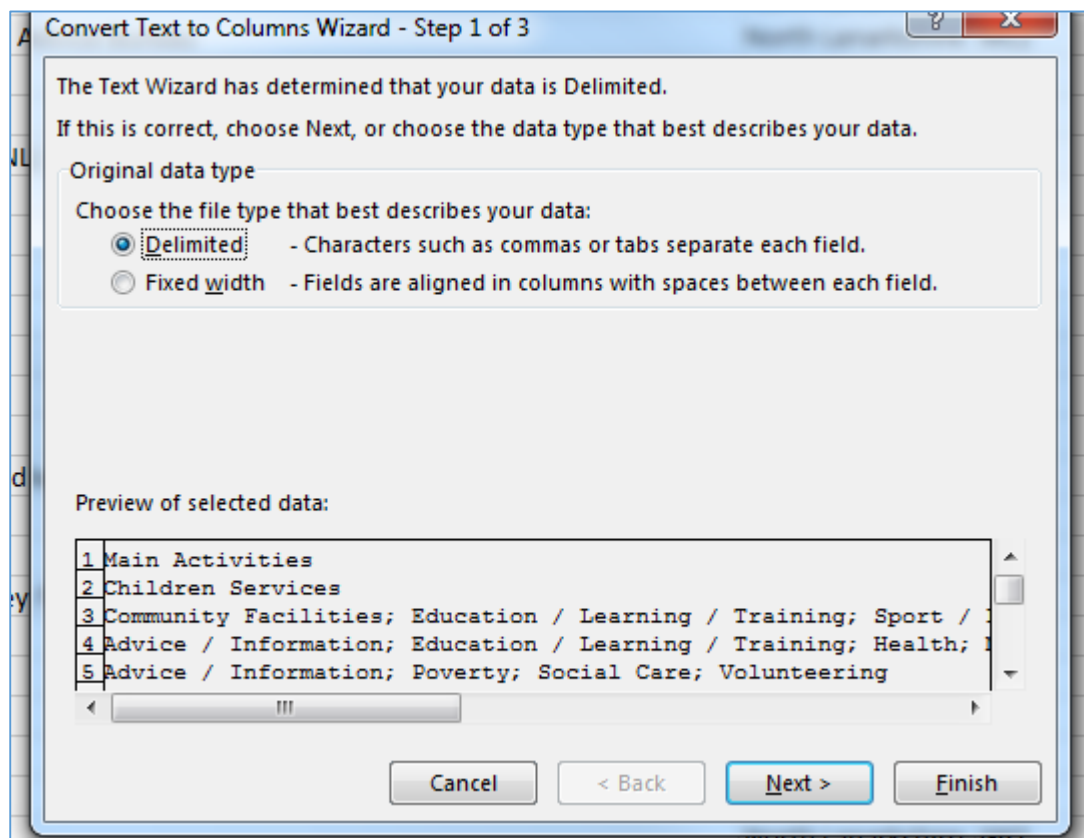 Convert Text to Columns Wizard - Step 1 of 3
?
X
The Text Wizard has determined that your data is Delimited.
If this is correct, choose Next, or choose the data type that best describes your data.
Original data type
Choose the file type that best describes your data:
Delimited - Characters such as commas or tabs separate each field.
Fixed width - Fields are aligned in columns with spaces between each field.
Preview of selected data:
1 Main Activities
2 Children Services
3 Community Facilities; Education / Learning / Training; Sport /
4 Advice / Information; Education / Learning / Training; Health;
5 Advice / Information; Poverty; Social Care; Volunteering
Cancel < Back Next > Finish